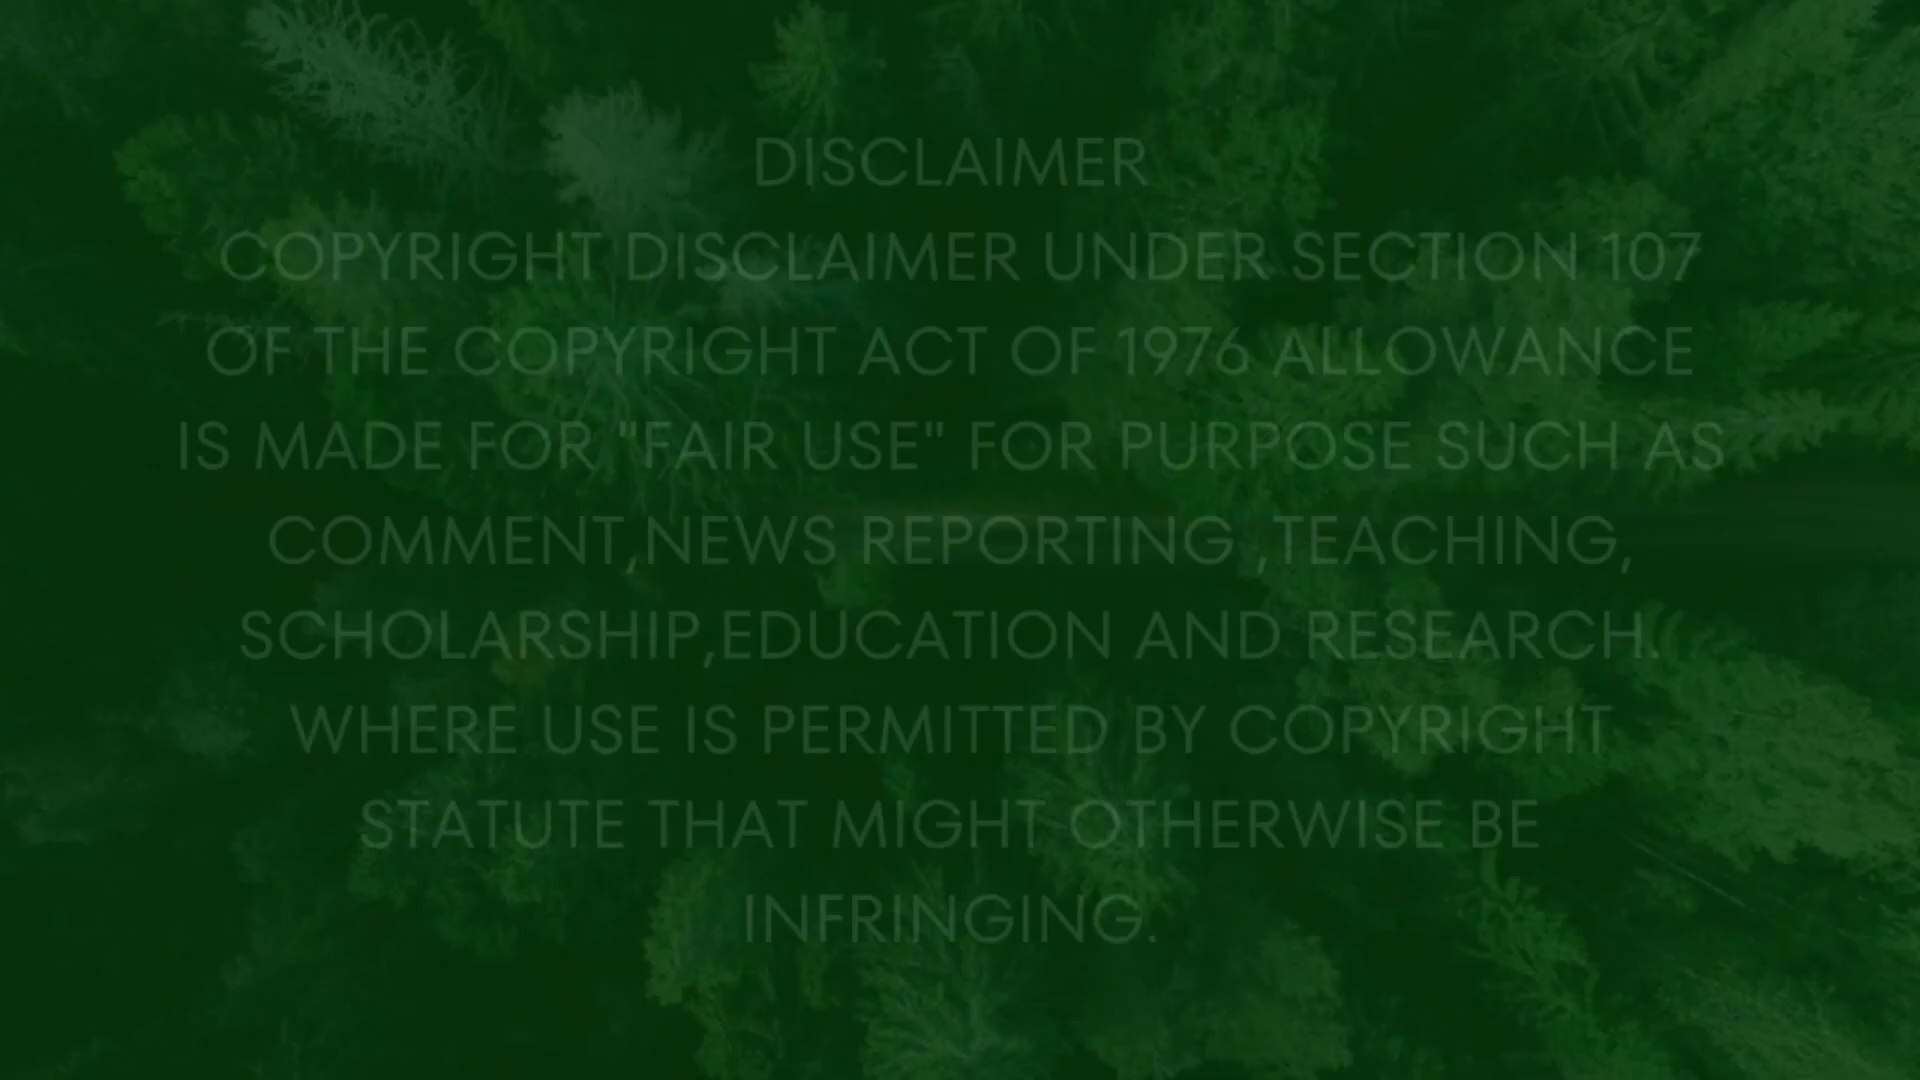 DISCLAIMER
COPYRIGHT DISCLAIMER UNDER SECTION 107
OF THE COPYRIGHT ACT OF 1976 ALLOWANCE
IS MADE FOR "FAIR USE" FOR PURPOSE SUCH AS
COMMENT,NEWS REPORTING ,TEACHING,
SCHOLARSHIP,EDUCATION AND RESEARCH.
WHERE USE IS PERMITTED BY COPYRIGHT
STATUTE THAT MIGHT OTHERWISE BE
INFRINGING.